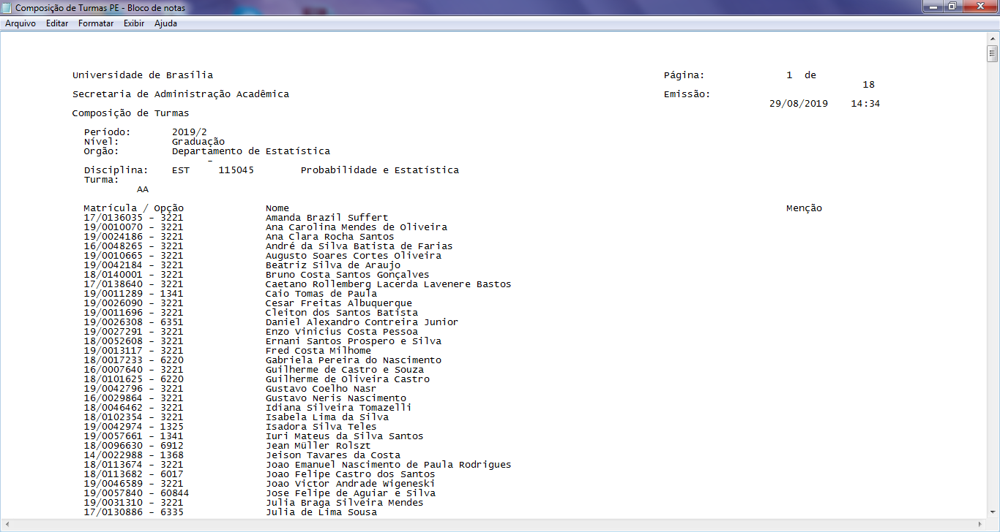 Composição de Turmas PE - Bloco de notas
Arquivo Editar Formatar Exibir Ajuda
Universidade de Brasília Página: 1 de
18
Secretaria de Administração Acadêmica Emissão:
29/08/2019 14:34
Composição de Turmas
Período: 2019/2
Nível: Graduação
Orgão: Departamento de Estatística
-
Disciplina: EST 115045 Probabilidade e Estatística
Turma:
AA
Matrícula / Opção Nome Menção
17/0136035 - 3221 Amanda Brazil Suffert
19/0010070 - 3221 Ana Carolina Mendes de Oliveira
19/0024186 - 3221 Ana Clara Rocha Santos
16/0048265 - 3221 André da Silva Batista de Farias
19/0010665 - 3221 Augusto Soares Cortes Oliveira
19/0042184 - 3221 Beatriz Silva de Araujo
18/0140001 - 3221 Bruno Costa Santos Gonçalves
17/0138640 - 3221 Caetano Rollemberg Lacerda Lavenere Bastos
19/0011289 - 1341 Caio Tomas de Paula
19/0026090 - 3221 Cesar Freitas Albuquerque
19/0011696 - 3221 Cleiton dos Santos Batista
19/0026308 - 6351 Daniel Alexandro Contreira Junior
19/0027291 - 3221 Enzo Vinicius Costa Pessoa
18/0052608 - 3221 Ernani Santos Prospero e Silva
19/0013117 - 3221 Fred Costa Milhome
18/0017233 - 6220 Gabriela Pereira do Nascimento
16/0007640 - 3221 Guilherme de Castro e Souza
18/0101625 - 6220 Guilherme de Oliveira Castro
19/0042796 - 3221 Gustavo Coelho Nasr
16/0029864 - 3221 Gustavo Neris Nascimento
18/0046462 - 3221 Idiana Silveira Tomazelli
18/0102354 - 3221 Isabela Lima da Silva
19/0042974 - 1325 Isadora Silva Teles
19/0057661 - 1341 Iuri Mateus da Silva Santos
18/0096630 - 6912 Jean Müller Rolszt
14/0022988 - 1368 Jeison Tavares da Costa
18/0113674 - 3221 Joao Emanuel Nascimento de Paula Rodrigues
18/0113682 - 6017 Joao Felipe Castro dos Santos
19/0046589 - 3221 Joao Victor Andrade Wigeneski
19/0057840 - 60844 Jose Felipe de Aguiar e Silva
19/0031310 - 3221 Julia Braga Silveira Mendes
17/0130886 - 6335 Julia de Lima Sousa